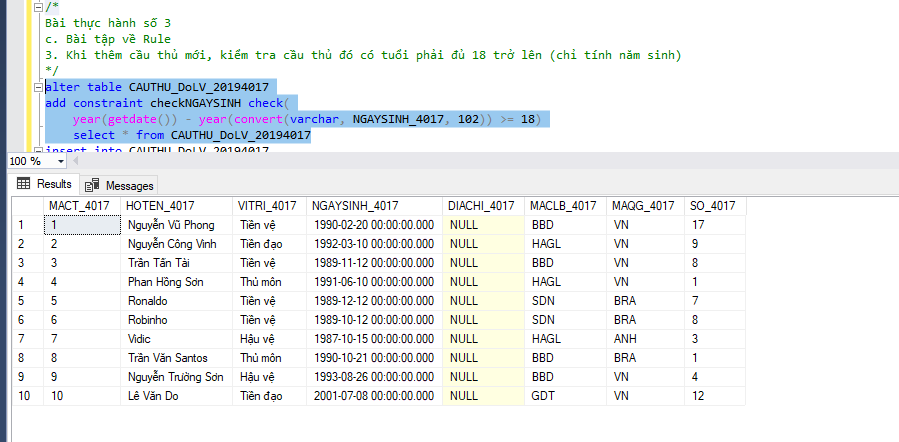 /*
Bài thực hành số 3
c. Bài tập về Rule
3. Khi thêm cầu thủ mới, kiểm tra cầu thủ đó có tuổi phải đủ 18 trở lên (chỉ tính năm sinh)
*/
alter table CAUTHU_DoLV_20194017
add constraint checkNGAYSINH check(
year(getdate()) - year(convert(varchar, NGAYSINH_4017, 102)) >= 18)
select * from CAUTHU_DoLV_20194017
insert into CAUTHU_DoLV_20194017
100 %
Results Messages
MACT_4017 HOTEN_4017 VITRI_4017 NGAYSINH_4017 DIACHI_4017 MACLB_4017 MAQG_4017 SO_4017
1 1 Nguyễn Vũ Phong Tiền vệ 1990-02-20 00:00:00.000 NULL BBD VN 17
2 2 Nguyễn Công Vinh Tiền đạo 1992-03-10 00:00:00.000 NULL HAGL VN 9
3 3 Trần Tấn Tài Tiền vệ 1989-11-12 00:00:00.000 NULL BBD VN 8
4 4 Phan Hồng Sơn Thủ môn 1991-06-10 00:00:00.000 NULL HAGL VN 1
5 5 Ronaldo Tiền vệ 1989-12-12 00:00:00.000 NULL SDN BRA 7
6 6 Robinho Tiền vệ 1989-10-12 00:00:00.000 NULL SDN BRA 8
7 7 Vidic Hậu vệ 1987-10-15 00:00:00.000 NULL HAGL ANH 3
8 8 Trần Văn Santos Thủ môn 1990-10-21 00:00:00.000 NULL BBD BRA 1
9 9 Nguyễn Trường Sơn Hậu vệ 1993-08-26 00:00:00.000 NULL BBD VN 4
10 10 Lê Văn Do Tiền đạo 2001-07-08 00:00:00.000 NULL GDT VN 12